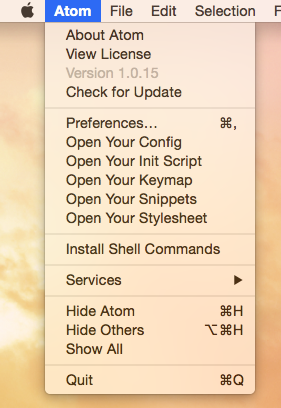 Atom File Edit Selection F
About Atom
View License
Version 1.0.15
Check for Update
Preferences… ⌘,
Open Your Config
Open Your Init Script
Open Your Keymap
Open Your Snippets
Open Your Stylesheet
Install Shell Commands
Services ▶
Hide Atom ⌘H
Hide Others ⌥⌘H
Show All
Quit ⌘Q